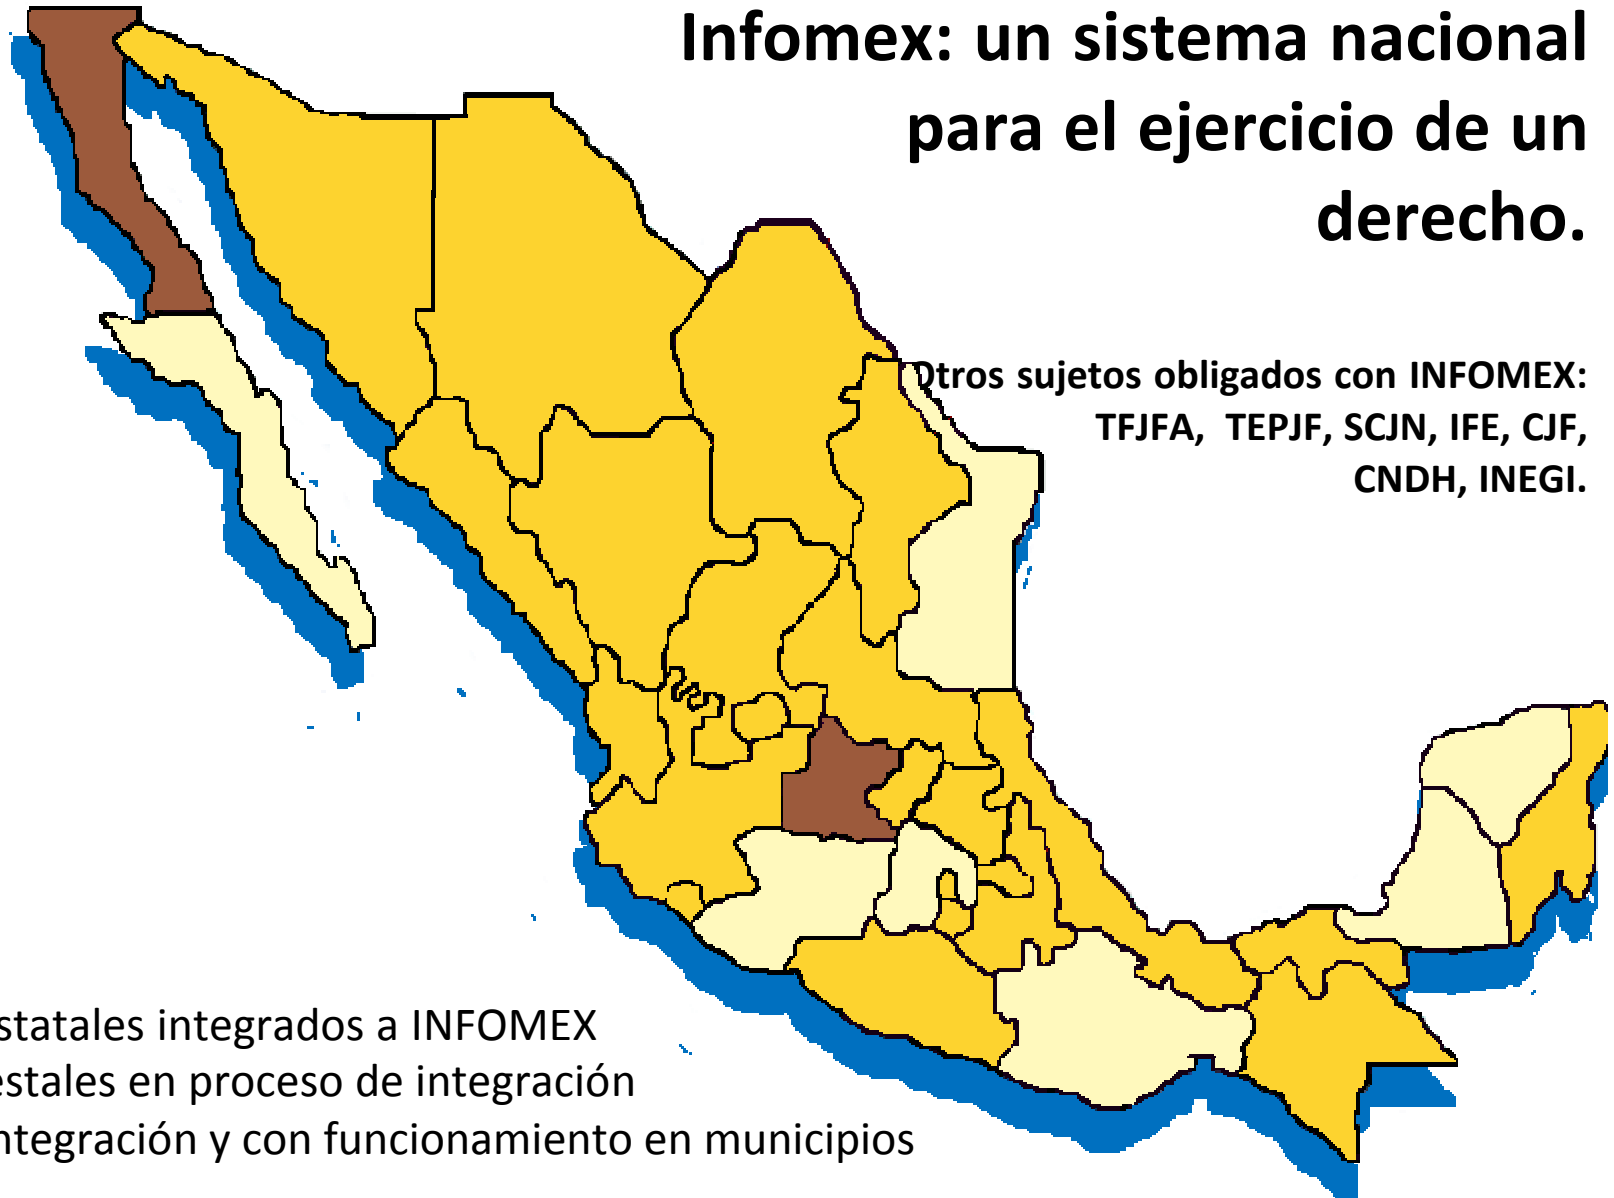 Infomex: un sistema nacional
para el ejercicio de un
derecho.
Otros sujetos obligados con INFOMEX:
TFJFA, TEPJF, SCJN, IFE, CJF,
CNDH, INEGI.
statales integrados a INFOMEX
estales en proceso de integración
ntegración y con funcionamiento en municipios